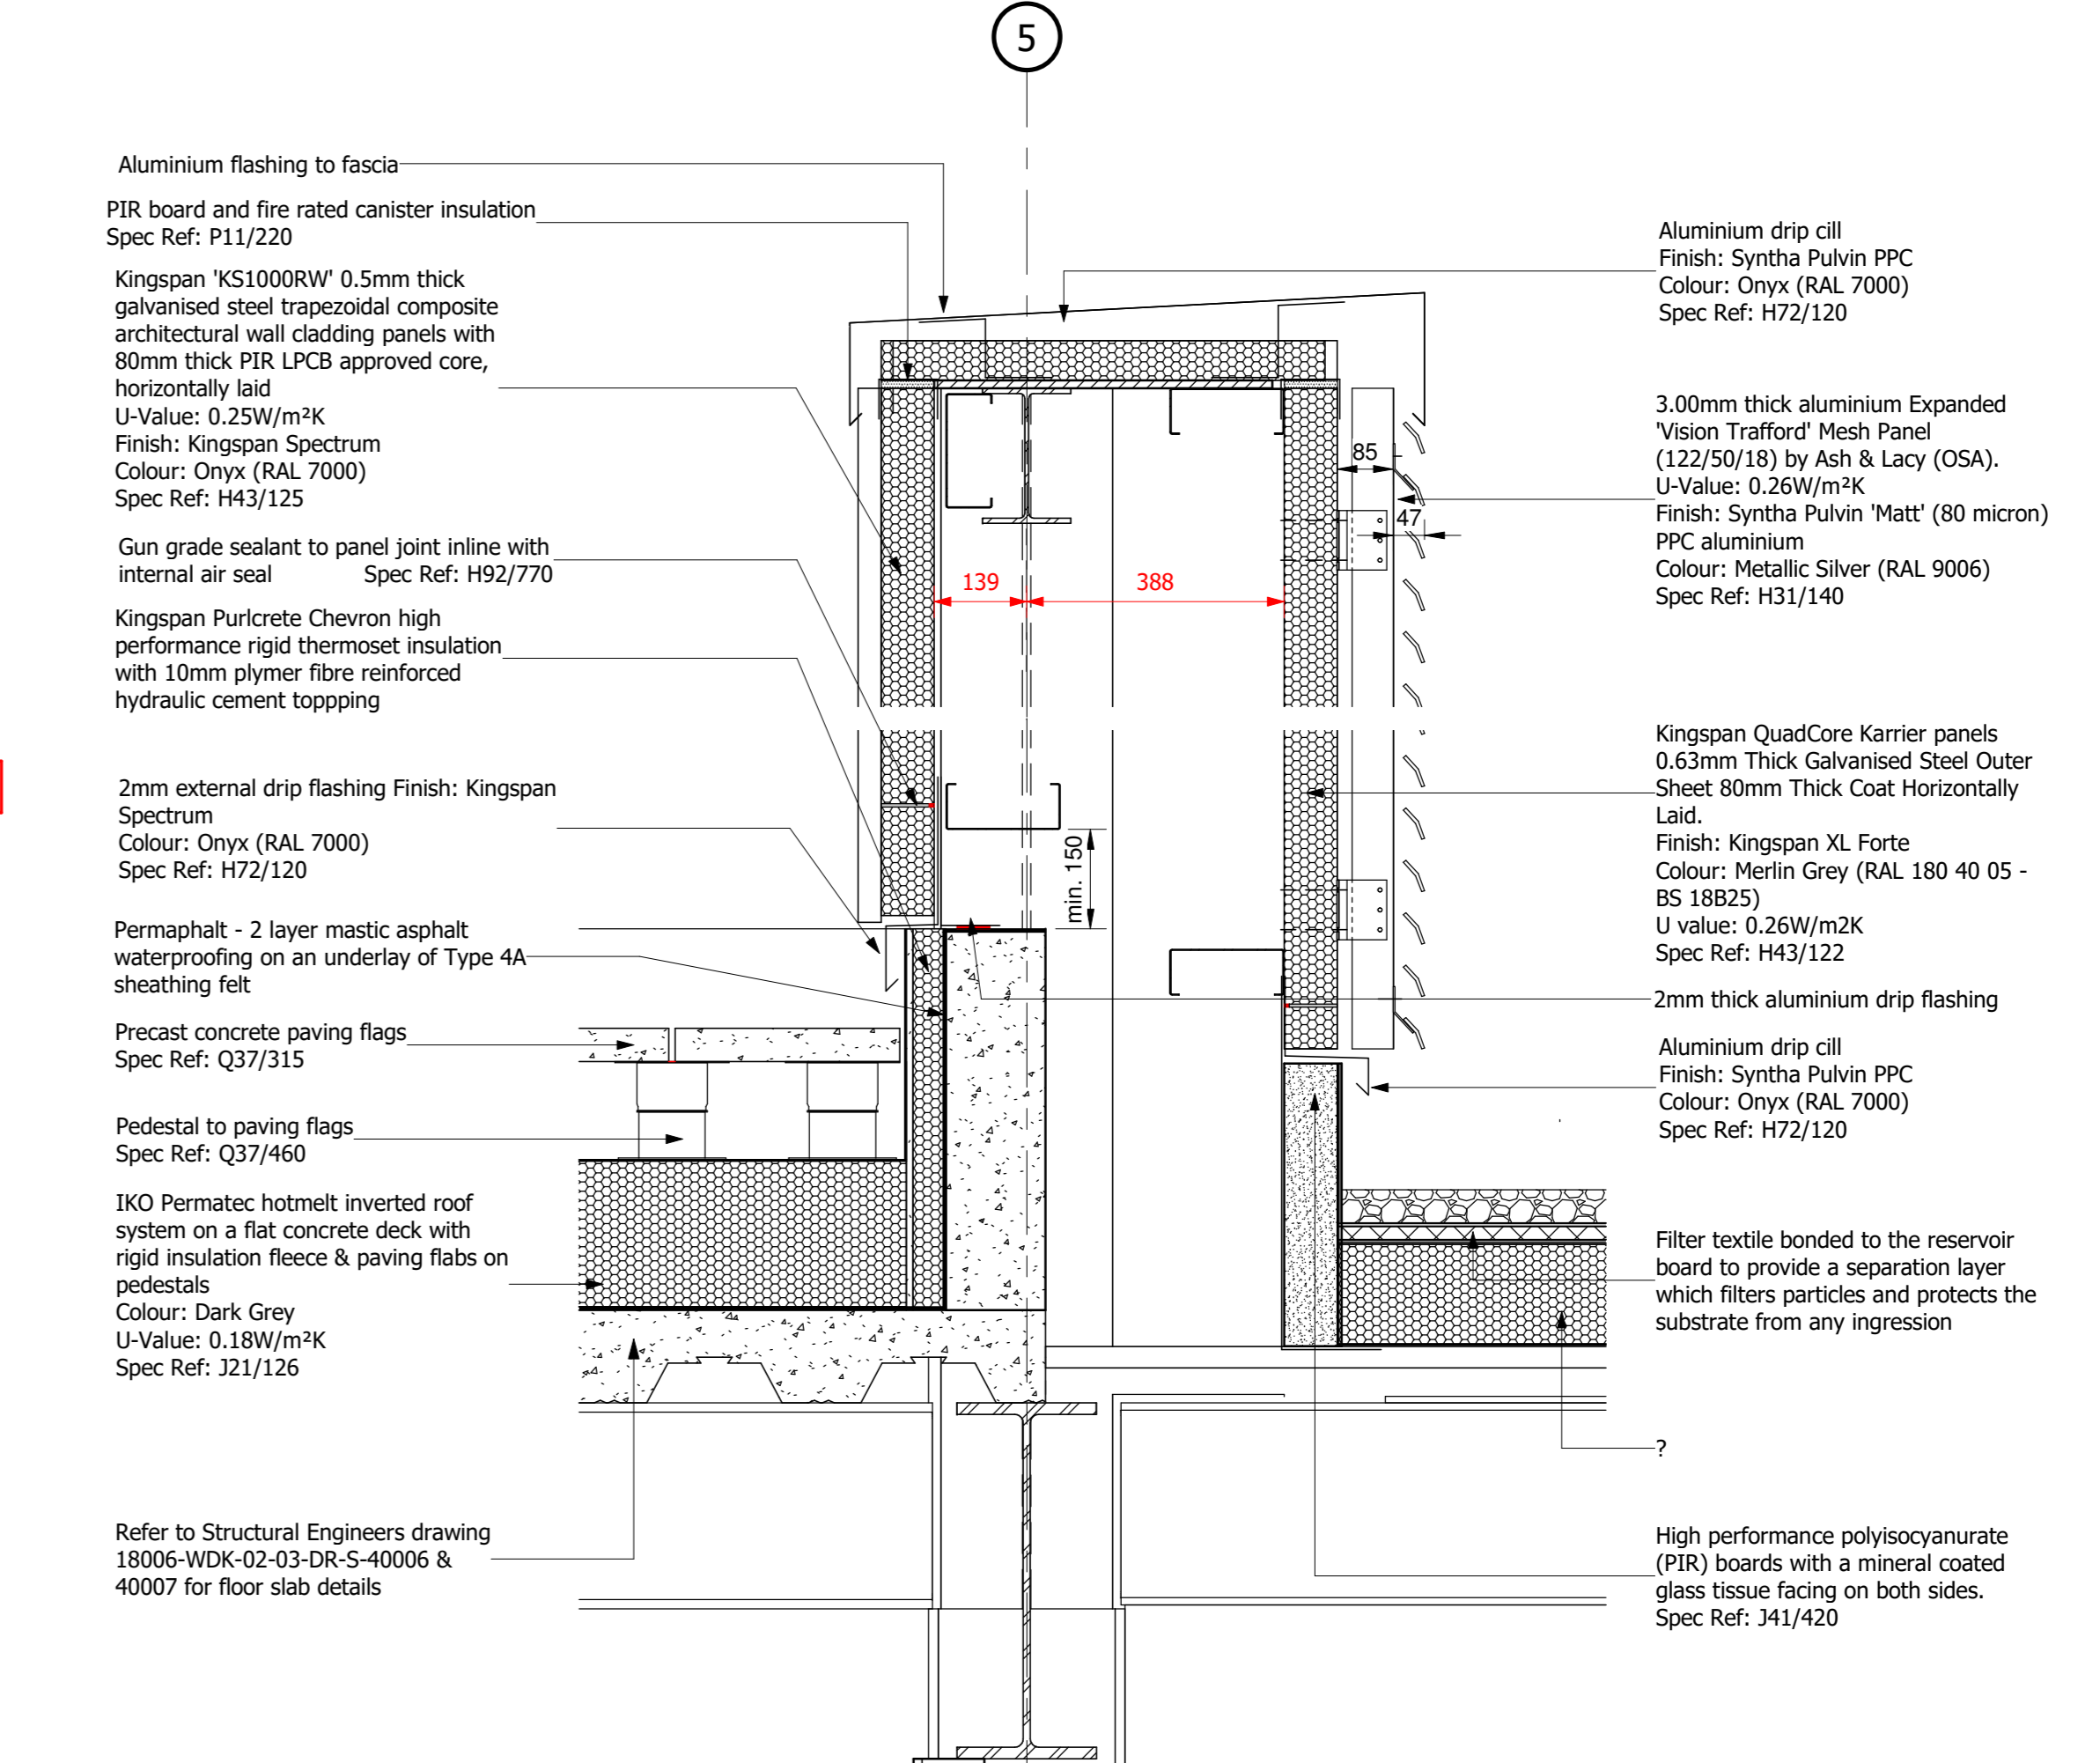 5
Aluminium flashing to fascia
PIR board and fire rated canister insulation
Spec Ref: P11/220
Kingspan 'KS1000RW' 0.5mm thick
galvanised steel trapezoidal composite
architectural wall cladding panels with
80mm thick PIR LPCB approved core,
horizontally laid
U-Value: 0.25W/m²K
Finish: Kingspan Spectrum
Colour: Onyx (RAL 7000)
Spec Ref: H43/125
Gun grade sealant to panel joint inline with
internal air seal Spec Ref: H92/770
Kingspan Purlcrete Chevron high
performance rigid thermoset insulation
with 10mm plymer fibre reinforced
hydraulic cement toppping
2mm external drip flashing Finish: Kingspan
Spectrum
Colour: Onyx (RAL 7000)
Spec Ref: H72/120
Permaphalt - 2 layer mastic asphalt
waterproofing on an underlay of Type 4A
sheathing felt
Precast concrete paving flags
Spec Ref: Q37/315
Pedestal to paving flags
Spec Ref: Q37/460
IKO Permatec hotmelt inverted roof
system on a flat concrete deck with
rigid insulation fleece & paving flabs on
pedestals
Colour: Dark Grey
U-Value: 0.18W/m²K
Spec Ref: J21/126
Refer to Structural Engineers drawing
18006-WDK-02-03-DR-S-40006 &
40007 for floor slab details
139
388
85
47
min. 150
Aluminium drip cill
Finish: Syntha Pulvin PPC
Colour: Onyx (RAL 7000)
Spec Ref: H72/120
3.00mm thick aluminium Expanded
'Vision Trafford' Mesh Panel
(122/50/18) by Ash & Lacy (OSA).
U-Value: 0.26W/m²K
Finish: Syntha Pulvin 'Matt' (80 micron)
PPC aluminium
Colour: Metallic Silver (RAL 9006)
Spec Ref: H31/140
Kingspan QuadCore Karrier panels
0.63mm Thick Galvanised Steel Outer
Sheet 80mm Thick Coat Horizontally
Laid.
Finish: Kingspan XL Forte
Colour: Merlin Grey (RAL 180 40 05 -
BS 18B25)
U value: 0.26W/m2K
Spec Ref: H43/122
2mm thick aluminium drip flashing
Aluminium drip cill
Finish: Syntha Pulvin PPC
Colour: Onyx (RAL 7000)
Spec Ref: H72/120
Filter textile bonded to the reservoir
board to provide a separation layer
which filters particles and protects the
substrate from any ingression
?
High performance polyisocyanurate
(PIR) boards with a mineral coated
glass tissue facing on both sides.
Spec Ref: J41/420